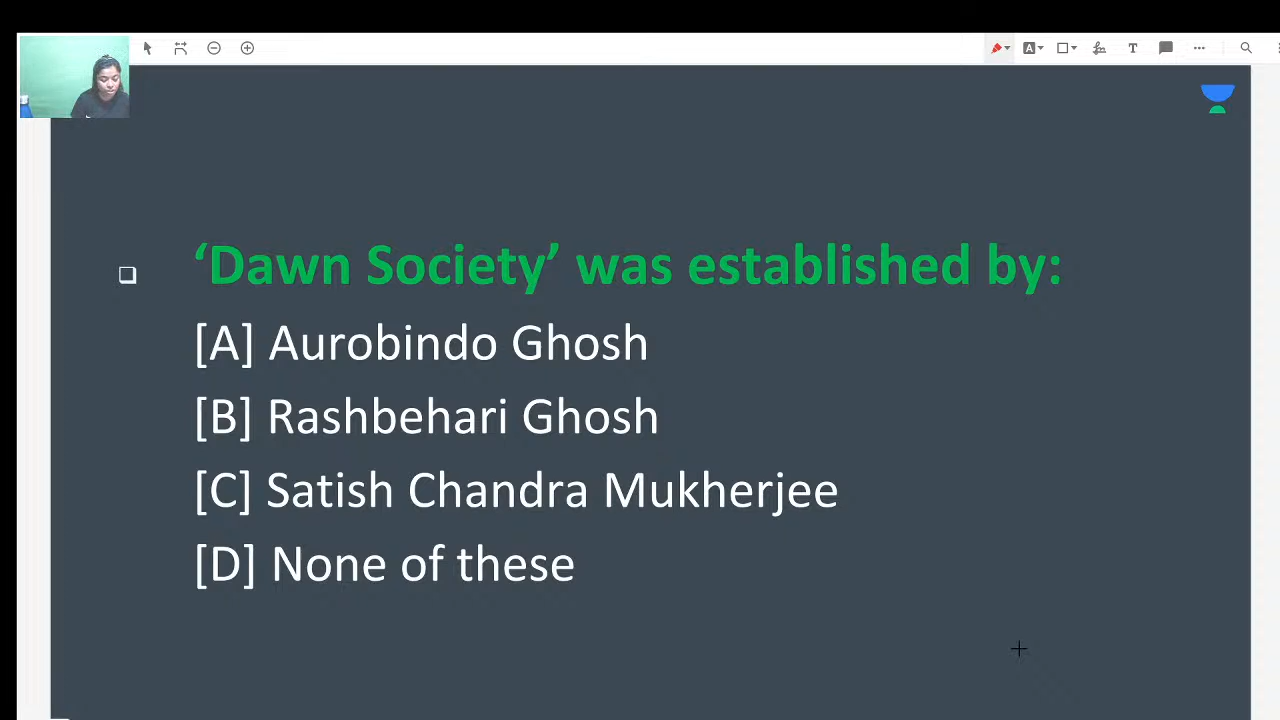 ‘Dawn Society’ was established by:
[A] Aurobindo Ghosh
[B] Rashbehari Ghosh
[C] Satish Chandra Mukherjee
[D] None of these